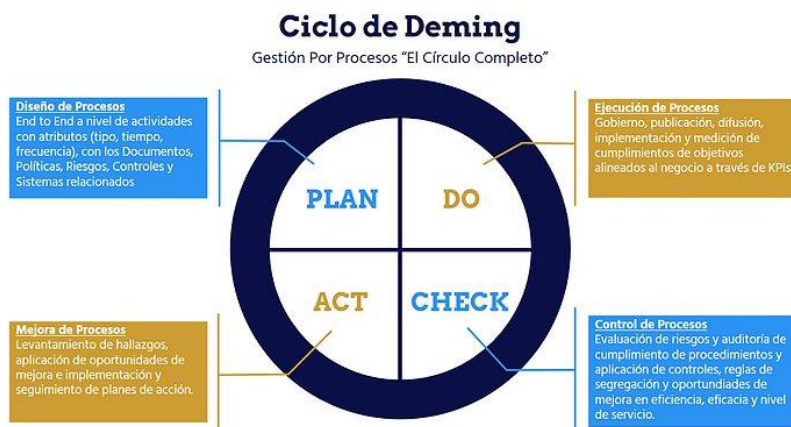 Ciclo de Deming
Gestión Por Procesos “El Círculo Completo”
Diseño de Procesos
End to End a nivel de actividades
con atributos (tipo, tiempo,
frecuencia), con los Documentos,
Políticas, Riesgos, Controles y
Sistemas relacionados
Ejecución de Procesos
Gobierno, publicación, difusión,
implementación y medición de
cumplimientos de objetivos
alineados al negocio a través de KPIs
PLAN
DO
ACT
CHECK
Mejora de Procesos
Levantamiento de hallazgos,
aplicación de oportunidades de
mejora e implementación y
seguimiento de planes de acción.
Control de Procesos
Evaluación de riesgos y auditoría de
cumplimiento de procedimientos y
aplicación de controles, reglas de
segregación y oportundiades de
mejora en eficiencia, eficacia y nivel
de servicio.